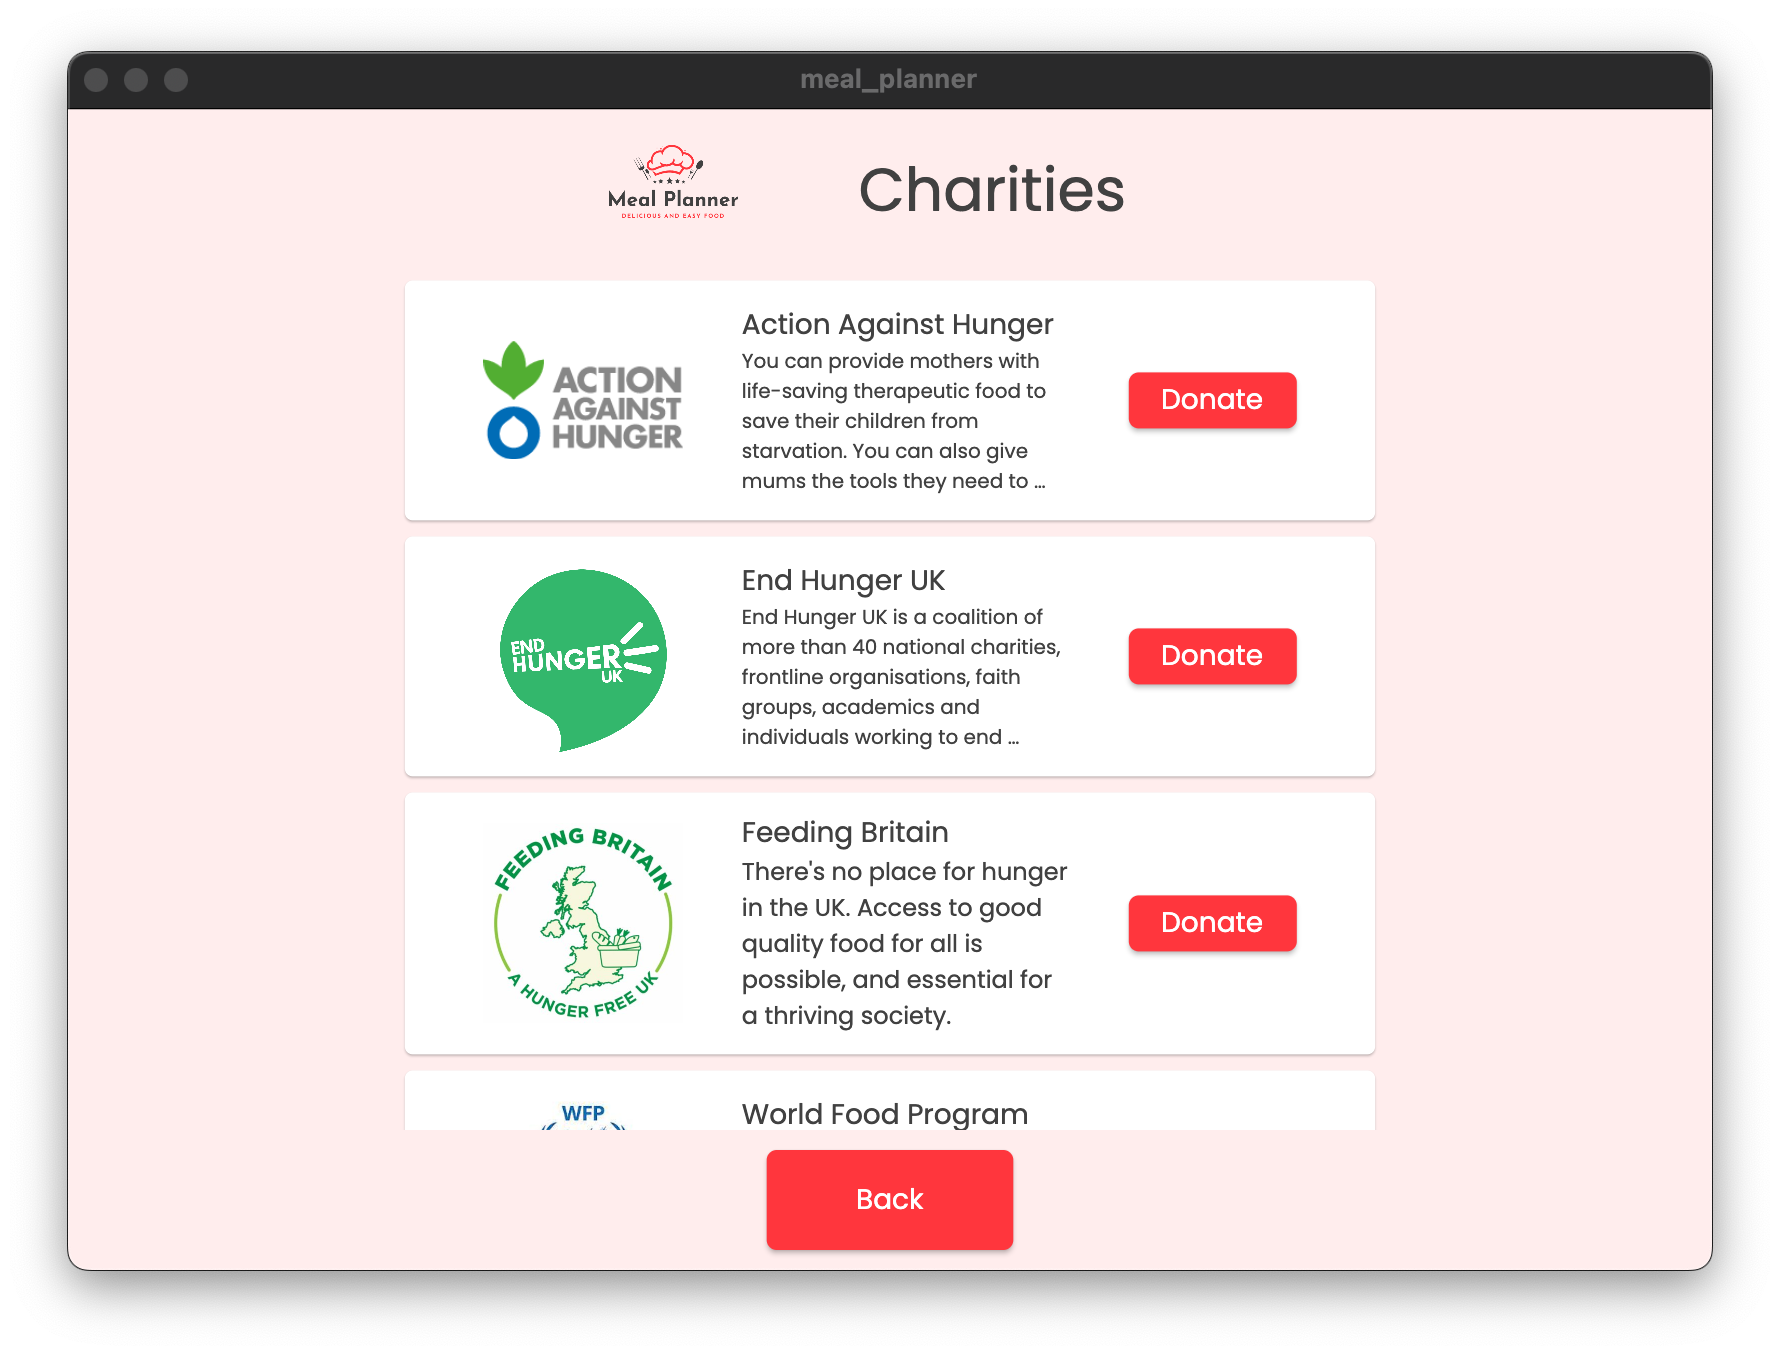 meal_planner
Meal Planner
DELICIOUS AND EASY FOOD
Charities
ACTION
AGAINST
HUNGER
Action Against Hunger
You can provide mothers with
life-saving therapeutic food to
save their children from
starvation. You can also give
mums the tools they need to ...
Donate
END
HUNGER
UK
End Hunger UK
End Hunger UK is a coalition of
more than 40 national charities,
frontline organisations, faith
groups, academics and
individuals working to end ...
Donate
FEEDING BRITAIN
A HUNGER FREE UK
Feeding Britain
There's no place for hunger
in the UK. Access to good
quality food for all is
possible, and essential for
a thriving society.
Donate
WFP
World Food Program
Back